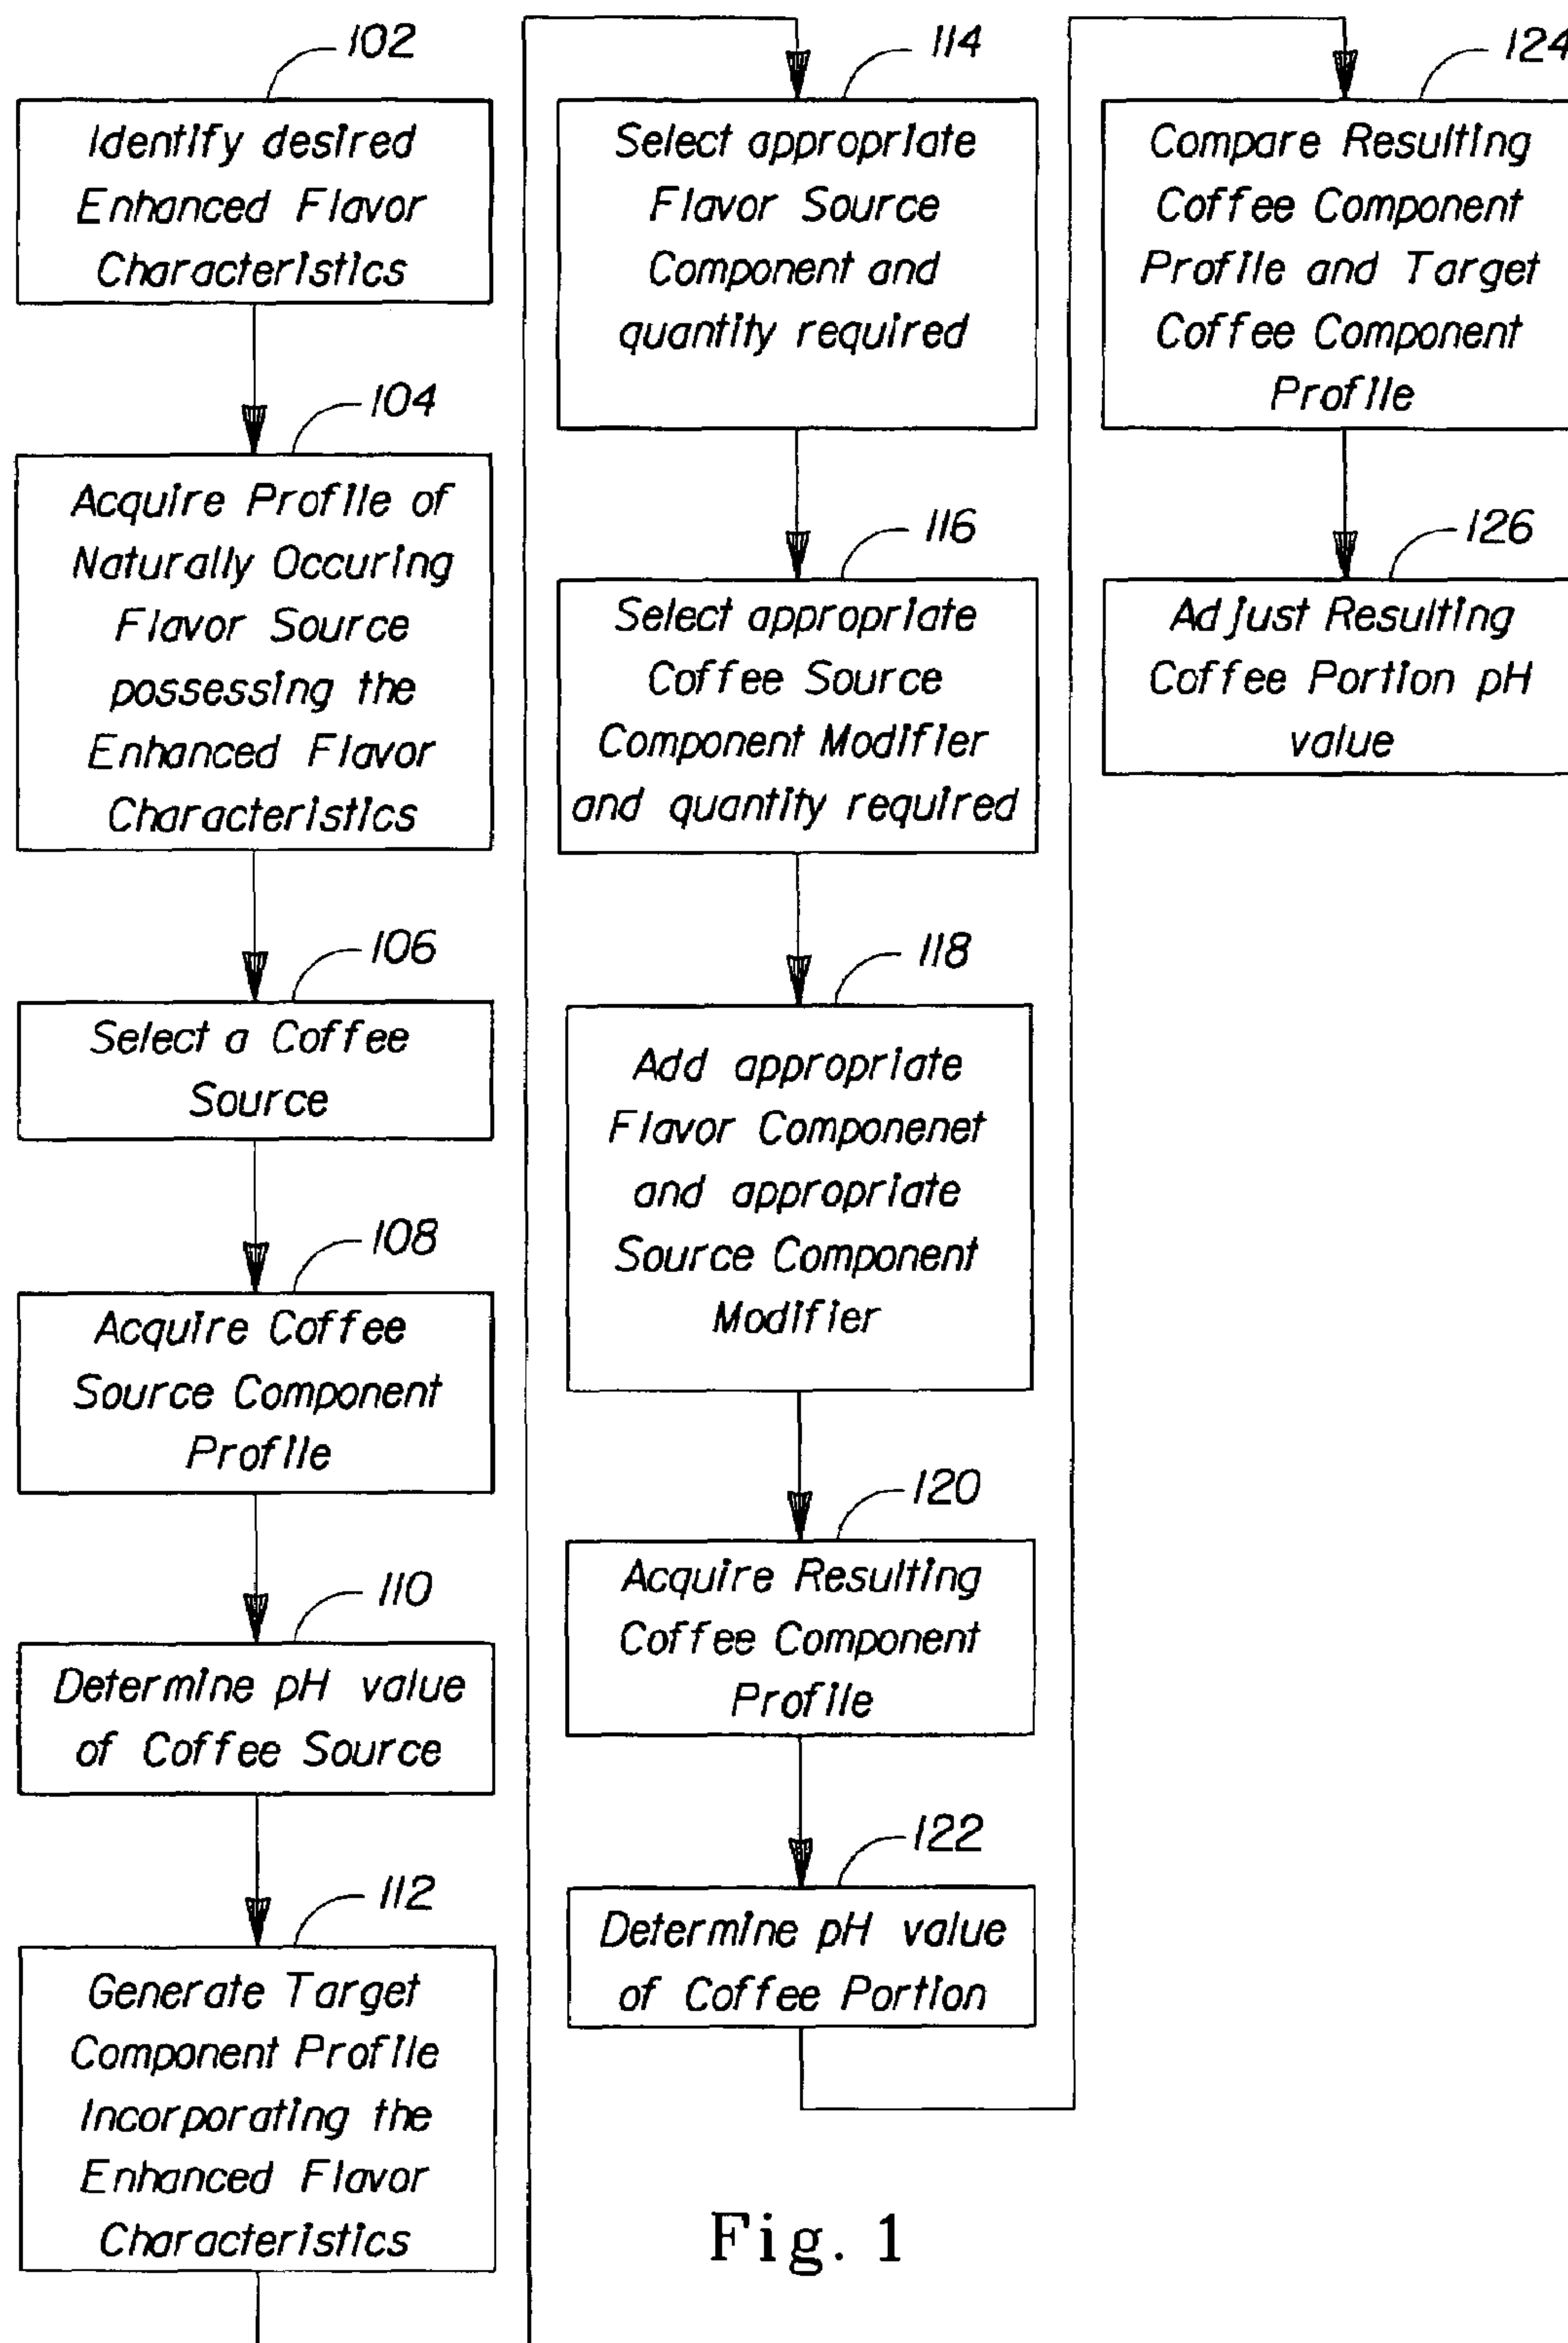 102
Identify desired
Enhanced Flavor
Characteristics
104
Acquire Profile of
Naturally Occuring
Flavor Source
possessing the
Enhanced Flavor
Characteristics
106
Select a Coffee
Source
108
Acquire Coffee
Source Component
Profile
110
Determine pH value
of Coffee Source
112
Generate Target
Component Profile
Incorporating the
Enhanced Flavor
Characteristics
114
Select appropriate
Flavor Source
Component and
quantity required
116
Select appropriate
Coffee Source
Component Modifier
and quantity required
118
Add appropriate
Flavor Componenet
and appropriate
Source Component
Modifier
120
Acquire Resulting
Coffee Component
Profile
122
Determine pH value
of Coffee Portion
124
Compare Resulting
Coffee Component
Profile and Target
Coffee Component
Profile
126
Adjust Resulting
Coffee Portion pH
value
Fig. 1